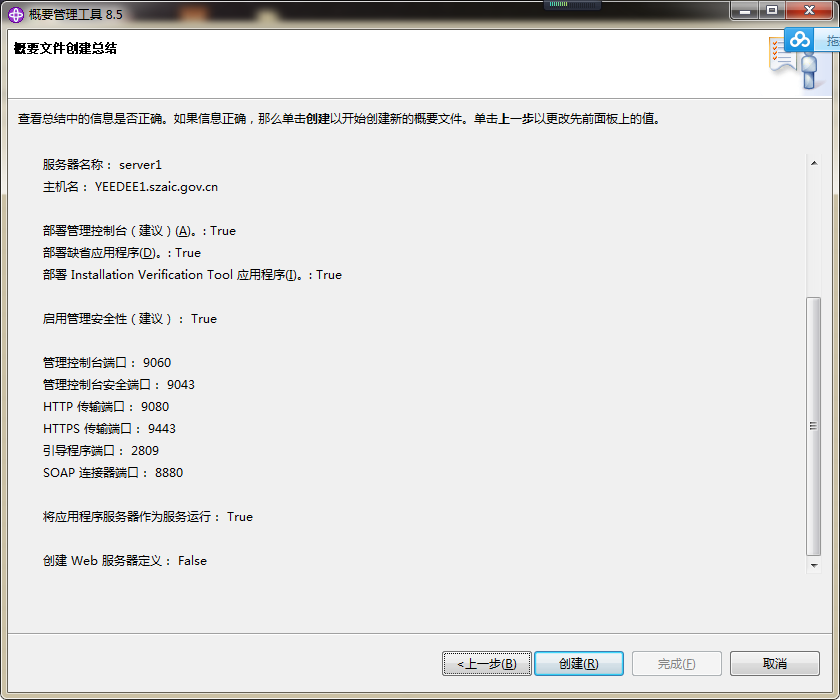 概要管理工具 8.5
概要文件创建总结
拖
查看总结中的信息是否正确。如果信息正确，那么单击创建以开始创建新的概要文件。单击上一步以更改先前面板上的值。
服务器名称： server1
主机名： YEEDEE1.szaic.gov.cn
部署管理控制台（建议）(A)。: True
部署缺省应用程序(D)。: True
部署 Installation Verification Tool 应用程序(I)。: True
启用管理安全性（建议）： True
管理控制台端口： 9060
管理控制台安全端口： 9043
HTTP 传输端口： 9080
HTTPS 传输端口： 9443
引导程序端口： 2809
SOAP 连接器端口： 8880
将应用程序服务器作为服务运行： True
创建 Web 服务器定义： False
<上一步(B) 创建(R) 完成(F) 取消